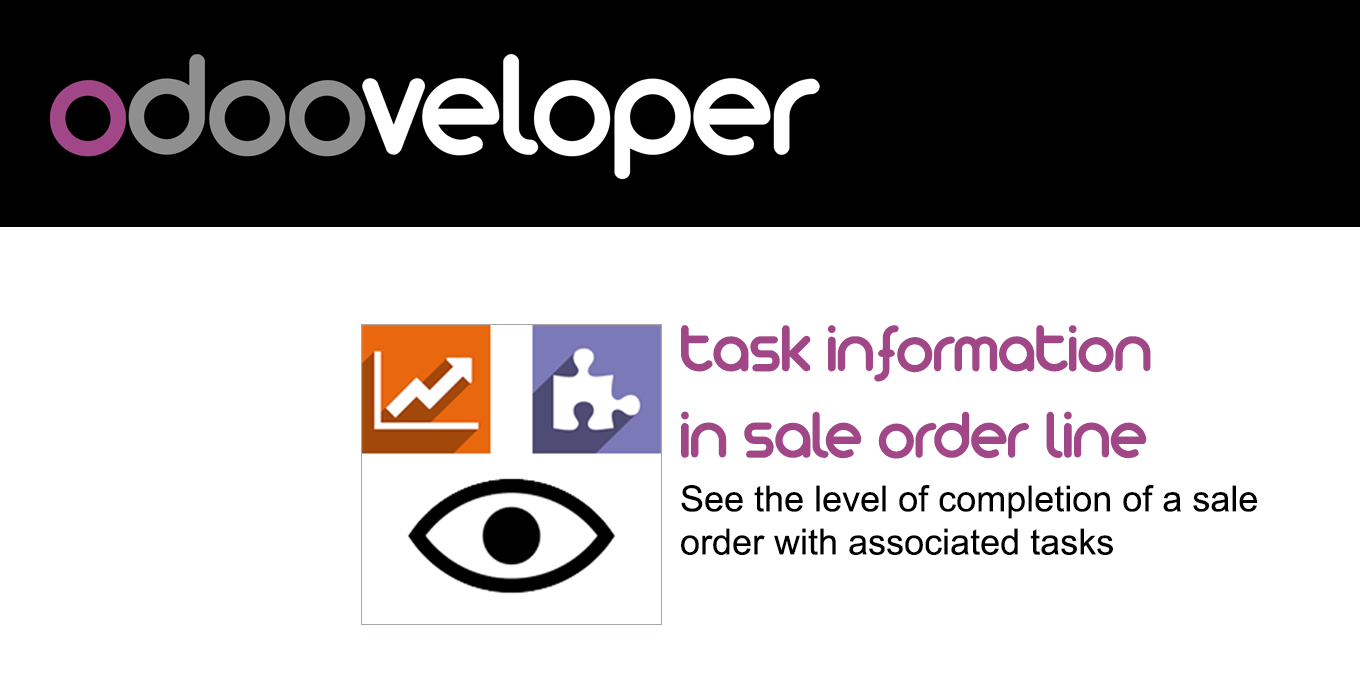 odooveloper
task information
in sale order line
See the level of completion of a sale
order with associated tasks